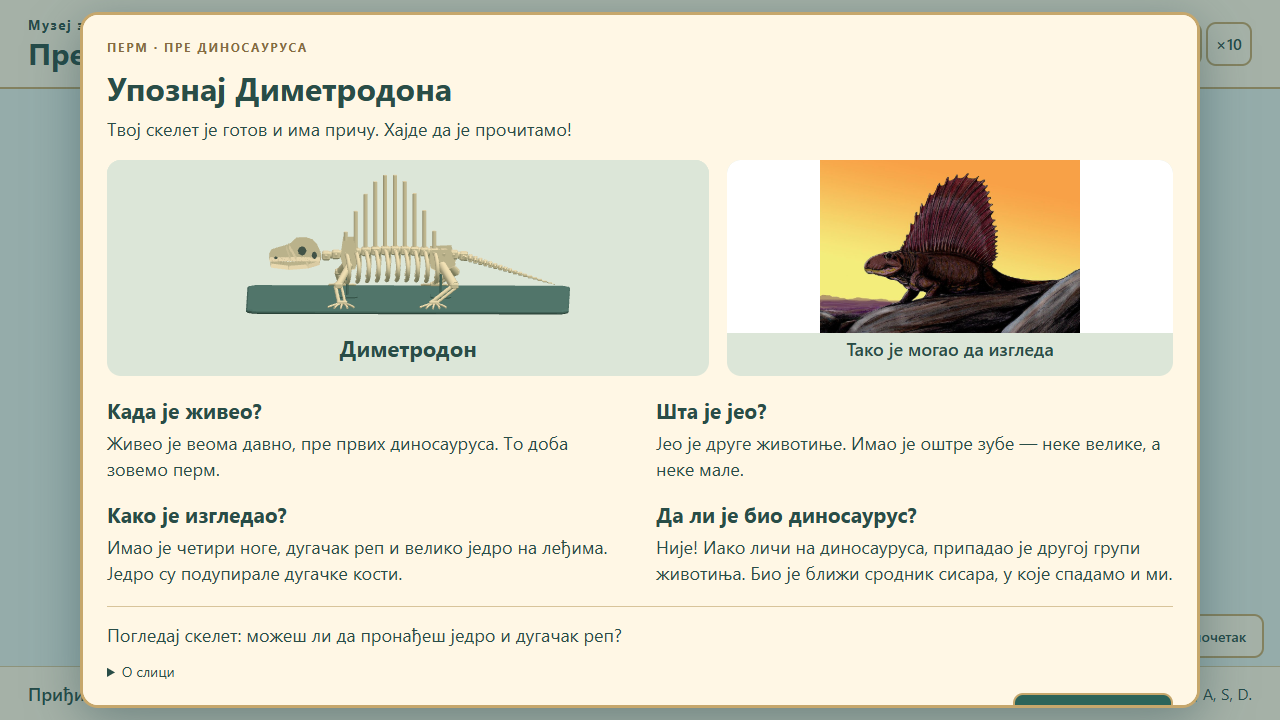 Музеј
×10
ПЕРМ · ПРЕ ДИНОСАУРУСА
Упознај Диметродона
Твој скелет је готов и има причу. Хајде да је прочитамо!
Диметродон
Тако је могао да изгледа
Када је живео?
Живео је веома давно, пре првих диносауруса. То доба
зовемо перм.
Шта је јео?
Јео је друге животиње. Имао је оштре зубе — неке велике, а
неке мале.
Како је изгледао?
Имао је четири ноге, дугачак реп и велико једро на леђима.
Једро су подупирале дугачке кости.
Да ли је био диносаурус?
Није! Иако личи на диносауруса, припадао је другој групи
животиња. Био је ближи сродник сисара, у које спадамо и ми.
Погледај скелет: можеш ли да пронађеш једро и дугачак реп?
О слици
A, S, D.